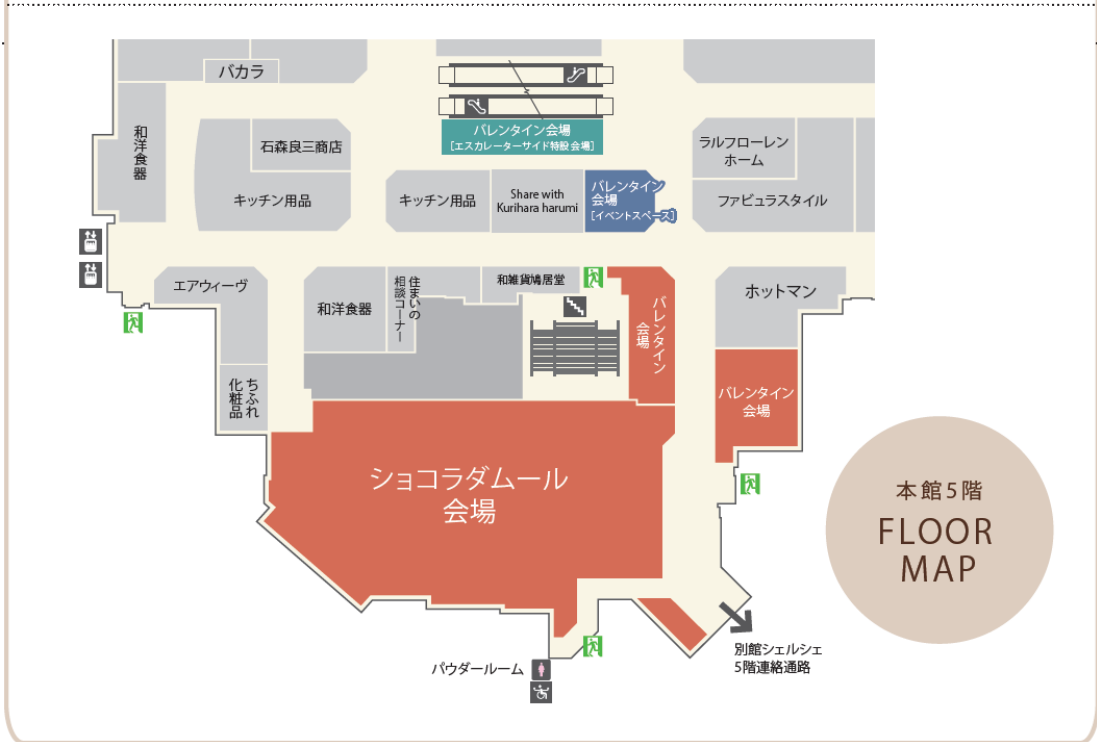 バカラ
和洋食器
石森良三商店
キッチン用品
バレンタイン会場
[エスカレーターサイド特設会場]
キッチン用品
Share with
Kurihara harumi
バレンタイン
会場
[イベントスペース]
ラルフローレン
ホーム
ファビュラスタイル
エアウィーヴ
和洋食器
住まいの
相談コーナー
和雑貨鳩居堂
バレンタイン
会場
ホットマン
ちふれ
化粧品
バレンタイン
会場
ショコラダムール
会場
本館5階
FLOOR
MAP
別館シェルシェ
5階連絡通路
パウダールーム